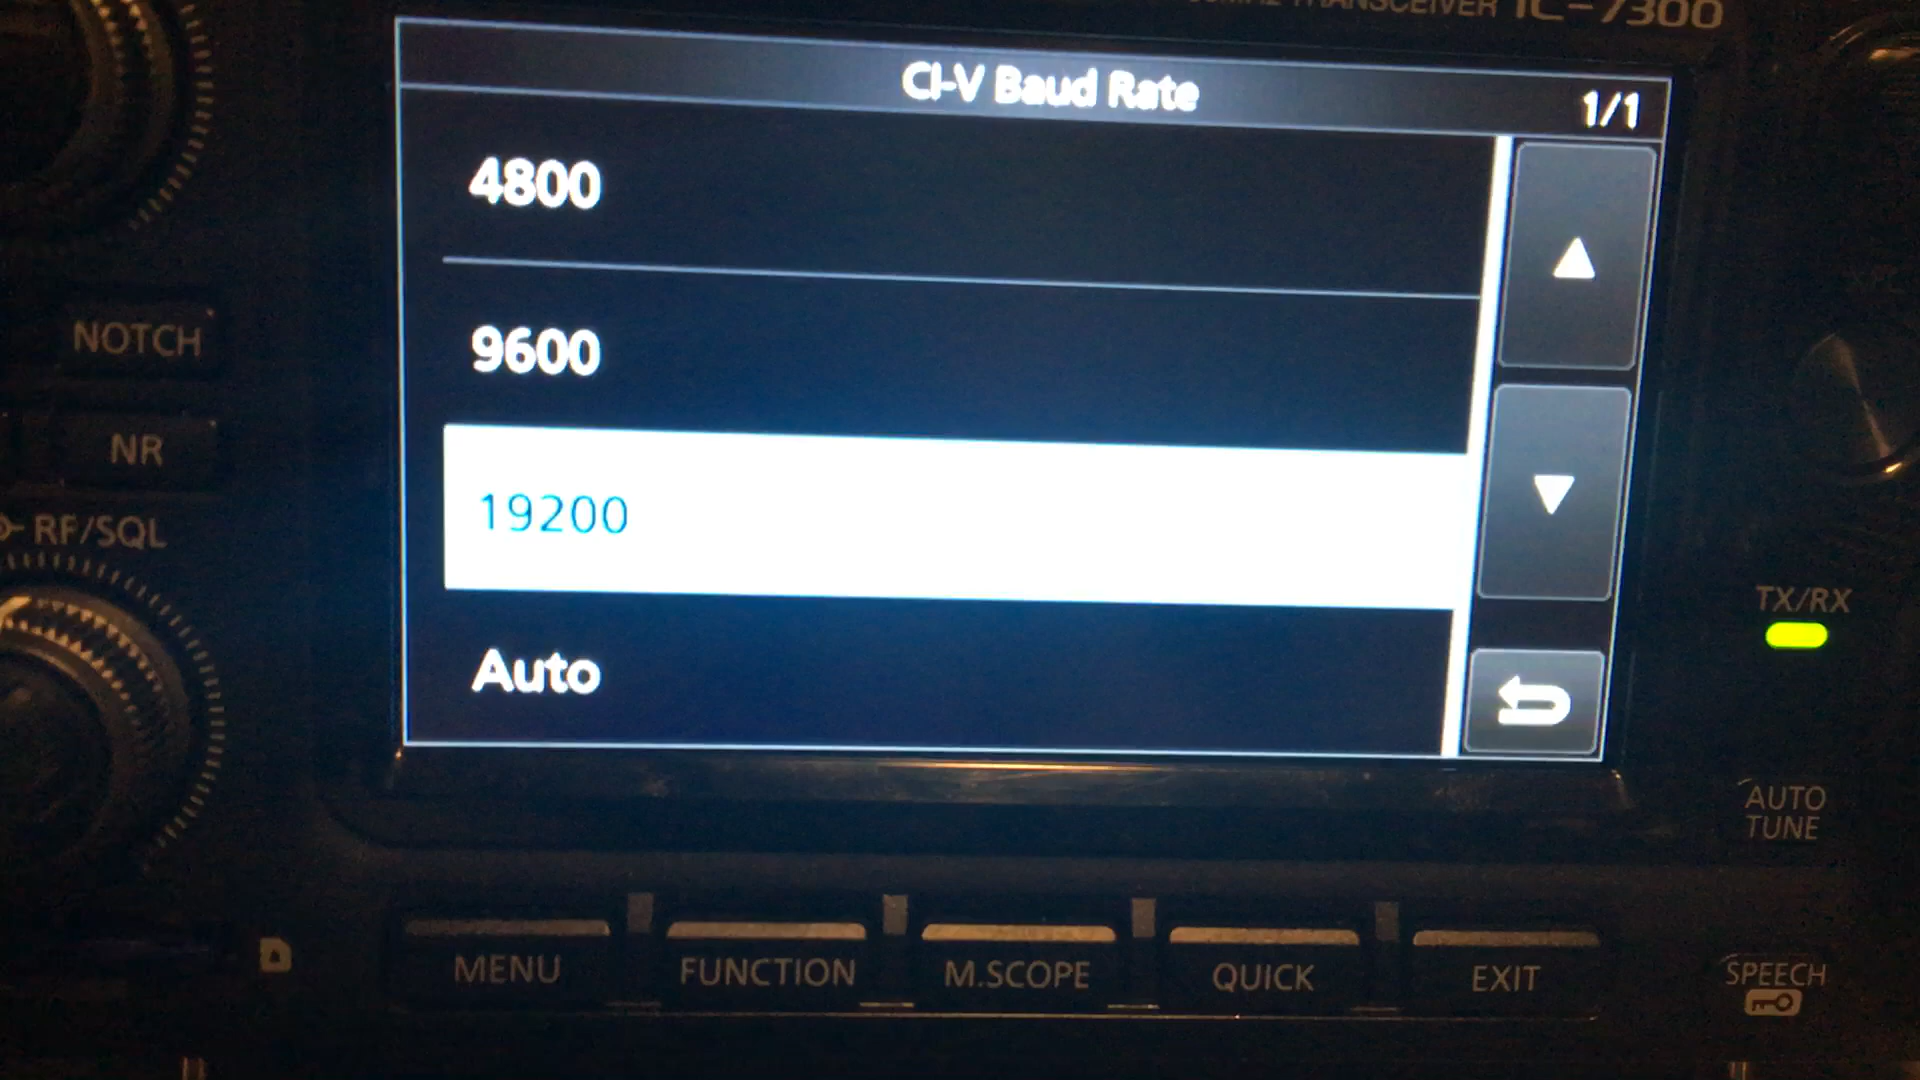 TRANSCEIVER IC-7300
CI-V Baud Rate
1/1
4800
9600
19200
Auto
NOTCH
NR
RF/SQL
TX/RX
AUTO
TUNE
MENU
FUNCTION
M.SCOPE
QUICK
EXIT
SPEECH